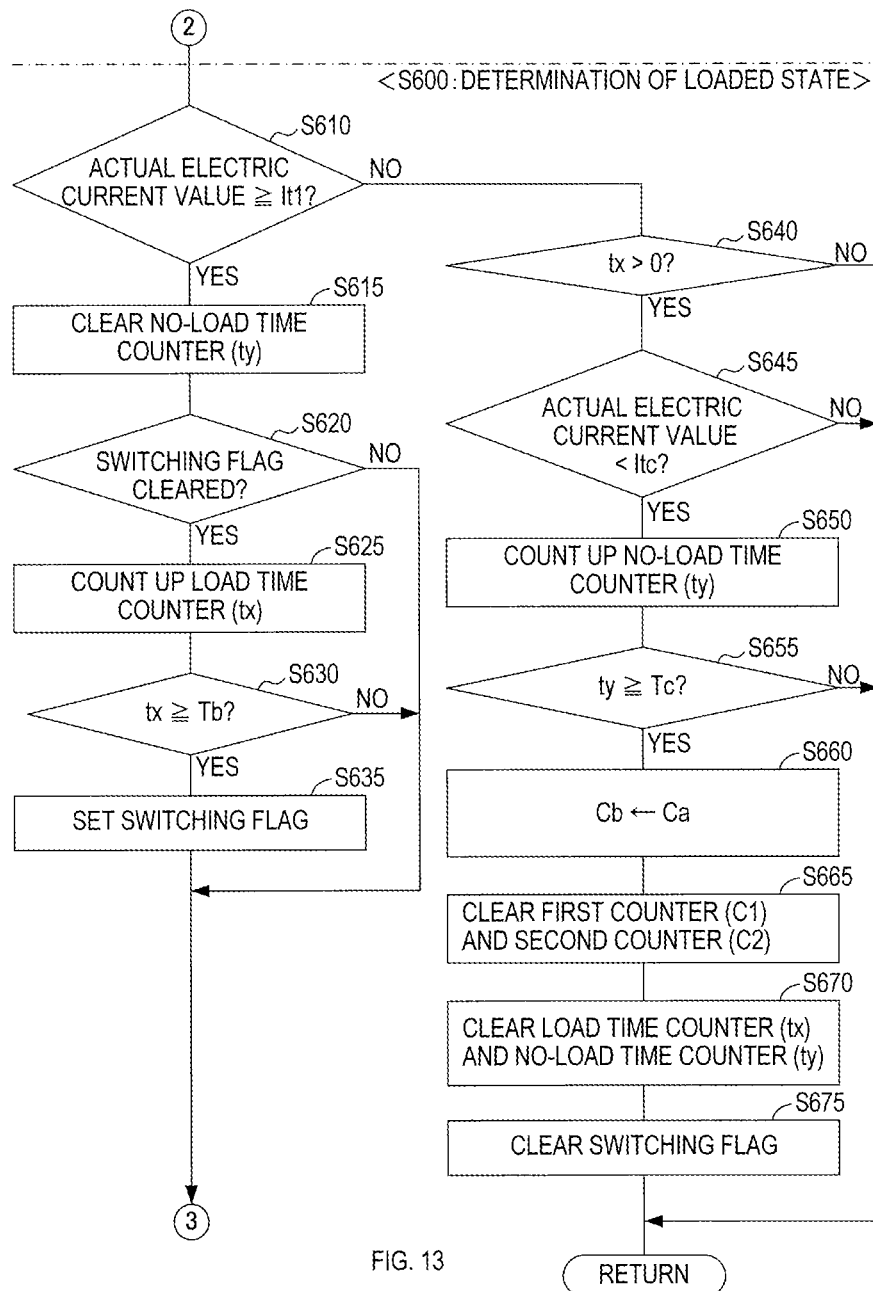 2
<S600:DETERMINATION OF LOADED STATE>
S610
ACTUAL ELECTRIC
CURRENT VALUE ≧ It1?
NO
YES
S615
CLEAR NO-LOAD TIME
COUNTER (ty)
S620
SWITCHING FLAG
CLEARED?
NO
YES
S625
COUNT UP LOAD TIME
COUNTER (tx)
S630
tx ≧ Tb?
NO
YES
S635
SET SWITCHING FLAG
3
S640
tx > 0?
NO
YES
S645
ACTUAL ELECTRIC
CURRENT VALUE
< Itc?
NO
YES
S650
COUNT UP NO-LOAD TIME
COUNTER (ty)
S655
ty ≧ Tc?
NO
YES
S660
Cb ← Ca
S665
CLEAR FIRST COUNTER (C1)
AND SECOND COUNTER (C2)
S670
CLEAR LOAD TIME COUNTER (tx)
AND NO-LOAD TIME COUNTER (ty)
S675
CLEAR SWITCHING FLAG
RETURN
FIG. 13